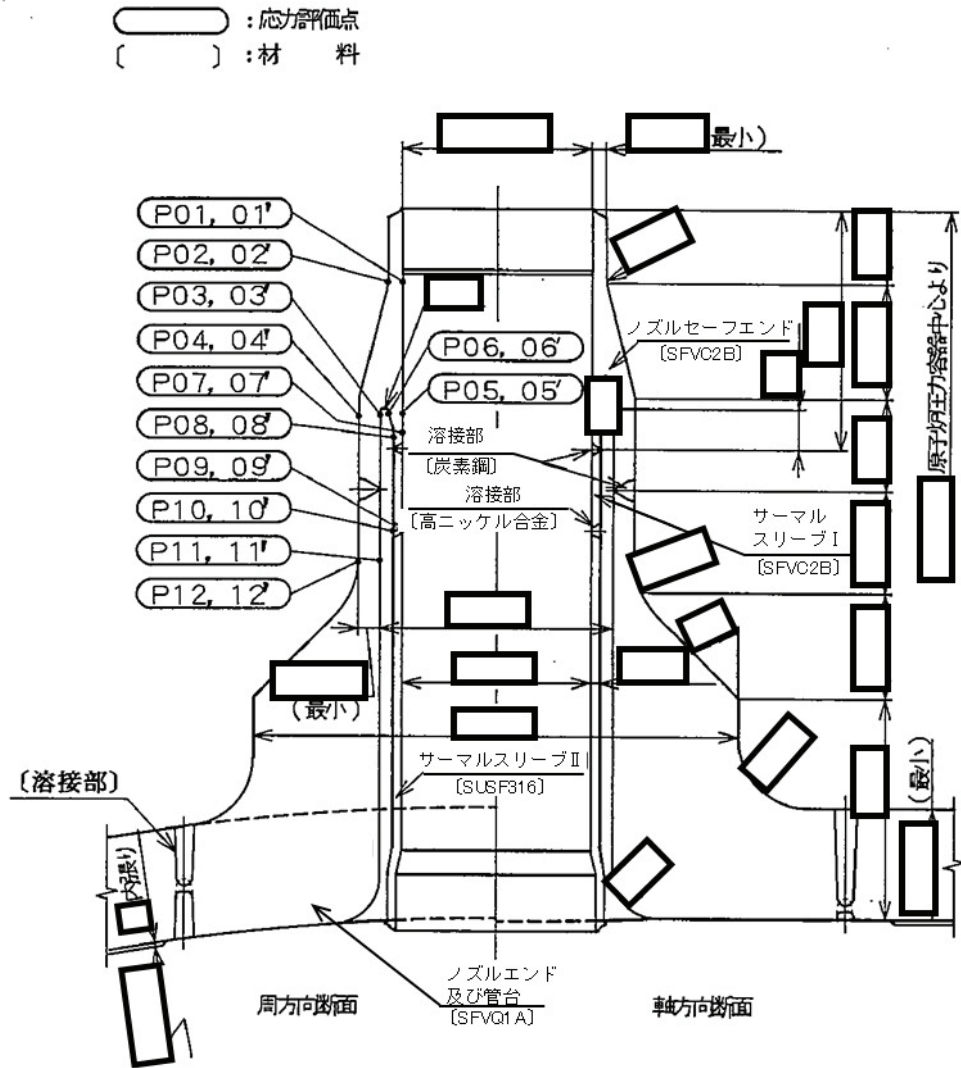 ：応力評価点
〔　　　〕：材　料
最小）
P01, 01'
P02, 02'
P03, 03'
P04, 04'
P07, 07'
P08, 08'
P09, 09'
P10, 10'
P11, 11'
P12, 12'
P06, 06'
P05, 05'
ノズルセーフエンド
〔SFVC2B〕
原子炉圧力容器中心より
溶接部
〔炭素鋼〕
溶接部
〔高ニッケル合金〕
サーマル
スリーブⅠ
〔SFVC2B〕
（最小）
サーマルスリーブⅡ
〔SUSF316〕
（最小）
〔溶接部〕
内張り
ノズルエンド
及び管台
〔SFVQ1A〕
周方向断面
軸方向断面